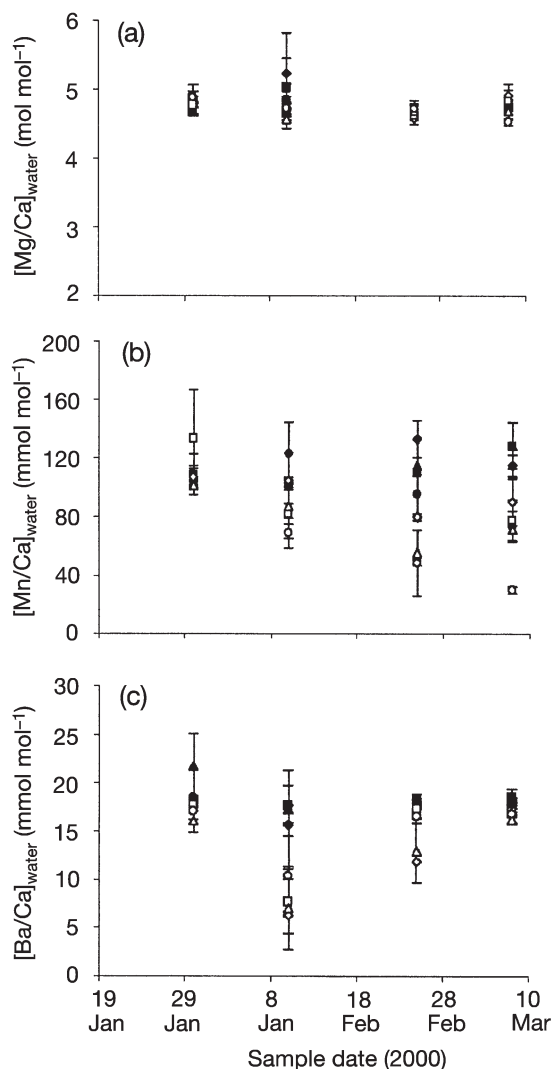 (a)
[Mg/Ca]water (mol mol–1)
6
5
4
3
2
(b)
[Mn/Ca]water (mmol mol–1)
200
160
120
80
40
0
(c)
[Ba/Ca]water (mmol mol–1)
30
25
20
15
10
5
0
19 29 8 18 28 10
Jan Jan Jan Feb Feb Mar
Sample date (2000)